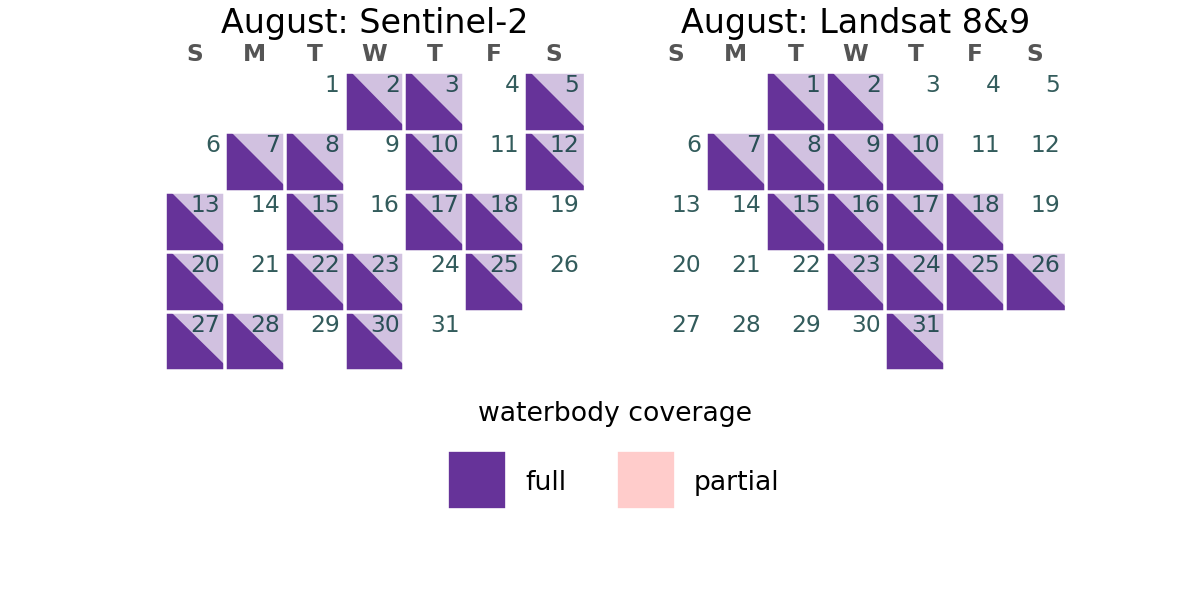 August: Sentinel-2
S M T W T F S
1 2 3 4 5
6 7 8 9 10 11 12
13 14 15 16 17 18 19
20 21 22 23 24 25 26
27 28 29 30 31
August: Landsat 8&9
S M T W T F S
1 2 3 4 5
6 7 8 9 10 11 12
13 14 15 16 17 18 19
20 21 22 23 24 25 26
27 28 29 30 31
waterbody coverage
full partial